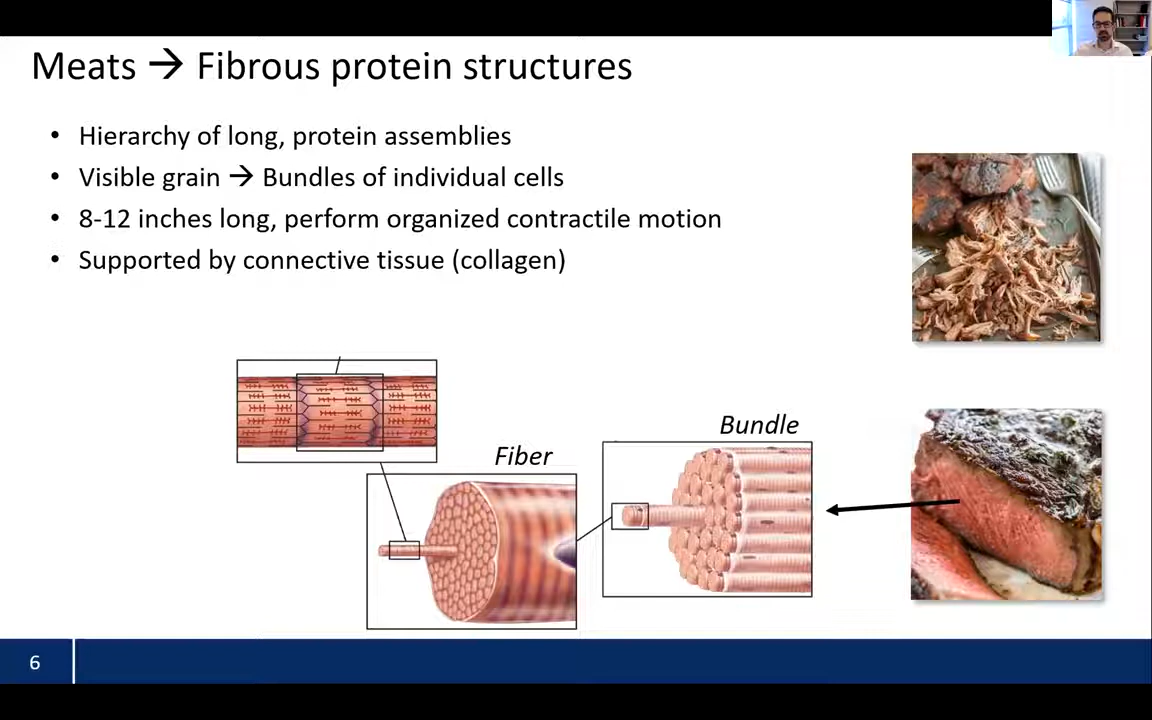 Meats → Fibrous protein structures
• Hierarchy of long, protein assemblies
• Visible grain → Bundles of individual cells
• 8-12 inches long, perform organized contractile motion
• Supported by connective tissue (collagen)
Bundle
Fiber
6